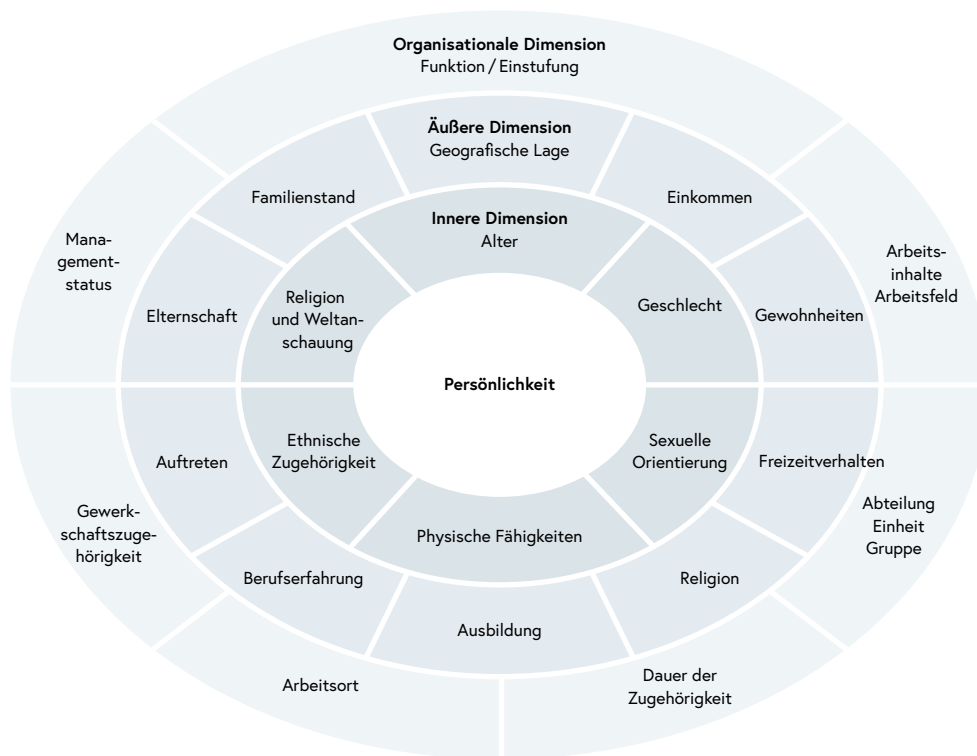 Organisationale Dimension
Funktion / Einstufung
Äußere Dimension
Geografische Lage
Familienstand
Einkommen
Innere Dimension
Alter
Mana-
gement-
status
Arbeits-
inhalte
Arbeitsfeld
Elternschaft
Religion
und Weltan-
schauung
Geschlecht
Gewohnheiten
Persönlichkeit
Auftreten
Ethnische
Zugehörigkeit
Sexuelle
Orientierung
Freizeitverhalten
Gewerk-
schaftszuge-
hörigkeit
Abteilung
Einheit
Gruppe
Physische Fähigkeiten
Berufserfahrung
Religion
Ausbildung
Arbeitsort
Dauer der
Zugehörigkeit